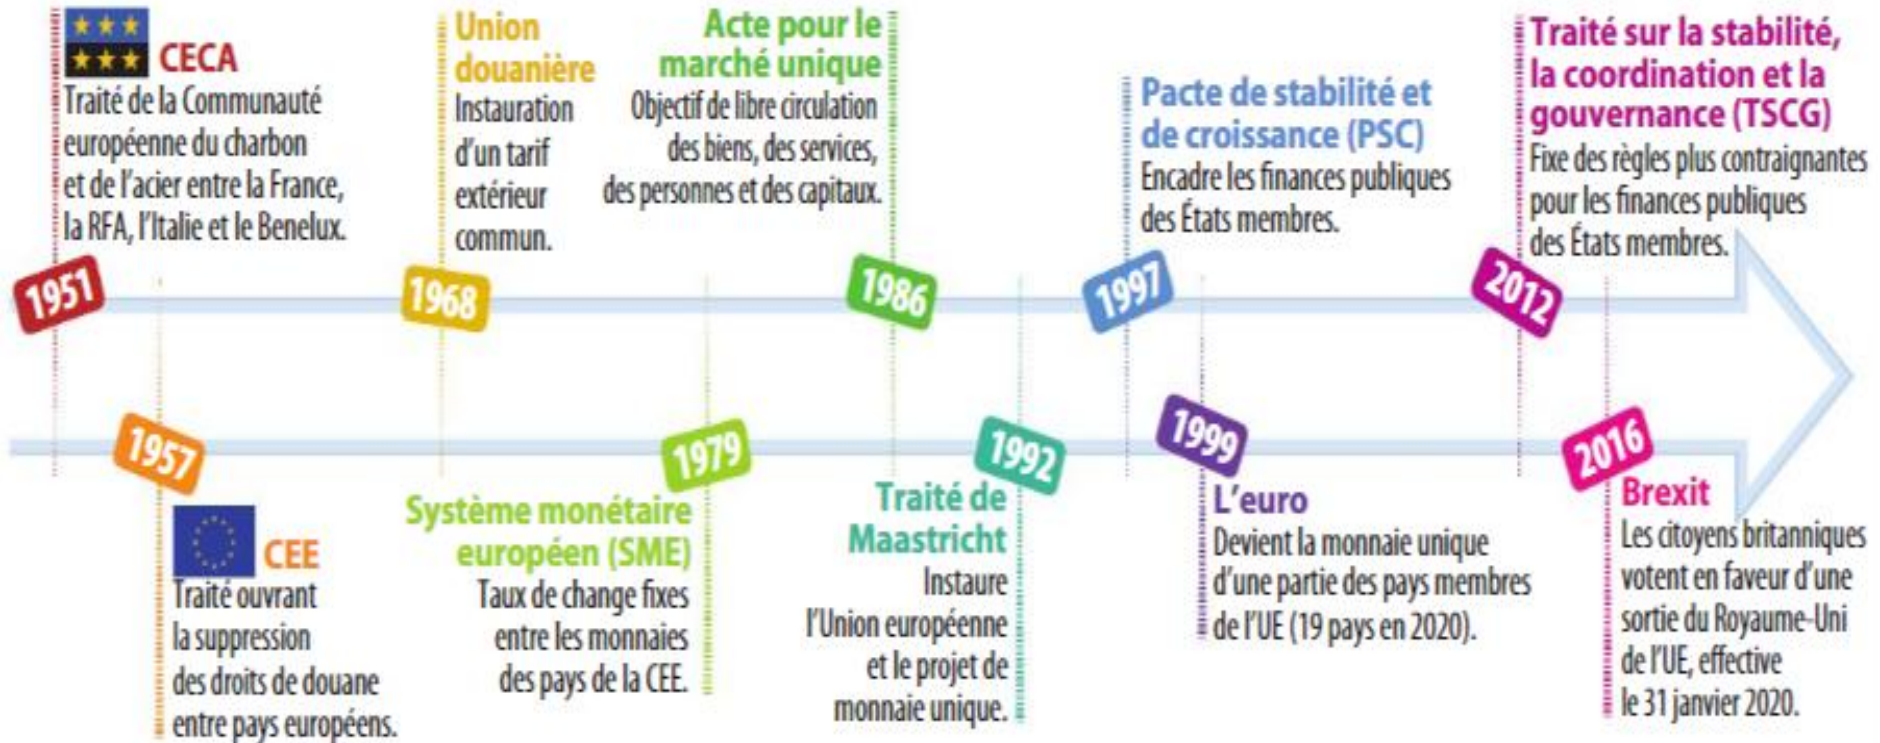 CECA
Traité de la Communauté
européenne du charbon
et de l'acier entre la France,
la RFA, l'Italie et le Benelux.
1951
1957
CEE
Traité ouvrant
la suppression
des droits de douane
entre pays européens.
Union
douanière
Instauration
d'un tarif
extérieur
commun.
1968
1979
Système monétaire
européen (SME)
Taux de change fixes
entre les monnaies
des pays de la CEE.
Acte pour le
marché unique
Objectif de libre circulation
des biens, des services,
des personnes et des capitaux.
1986
1992
Traité de
Maastricht
Instaure
l'Union européenne
et le projet de
monnaie unique.
Pacte de stabilité et
de croissance (PSC)
Encadre les finances publiques
des États membres.
1997
1999
L'euro
Devient la monnaie unique
d'une partie des pays membres
de l'UE (19 pays en 2020).
Traité sur la stabilité,
la coordination et la
gouvernance (TSCG)
Fixe des règles plus contraignantes
pour les finances publiques
des États membres.
2012
2016
Brexit
Les citoyens britanniques
votent en faveur d'une
sortie du Royaume-Uni
de l'UE, effective
le 31 janvier 2020.